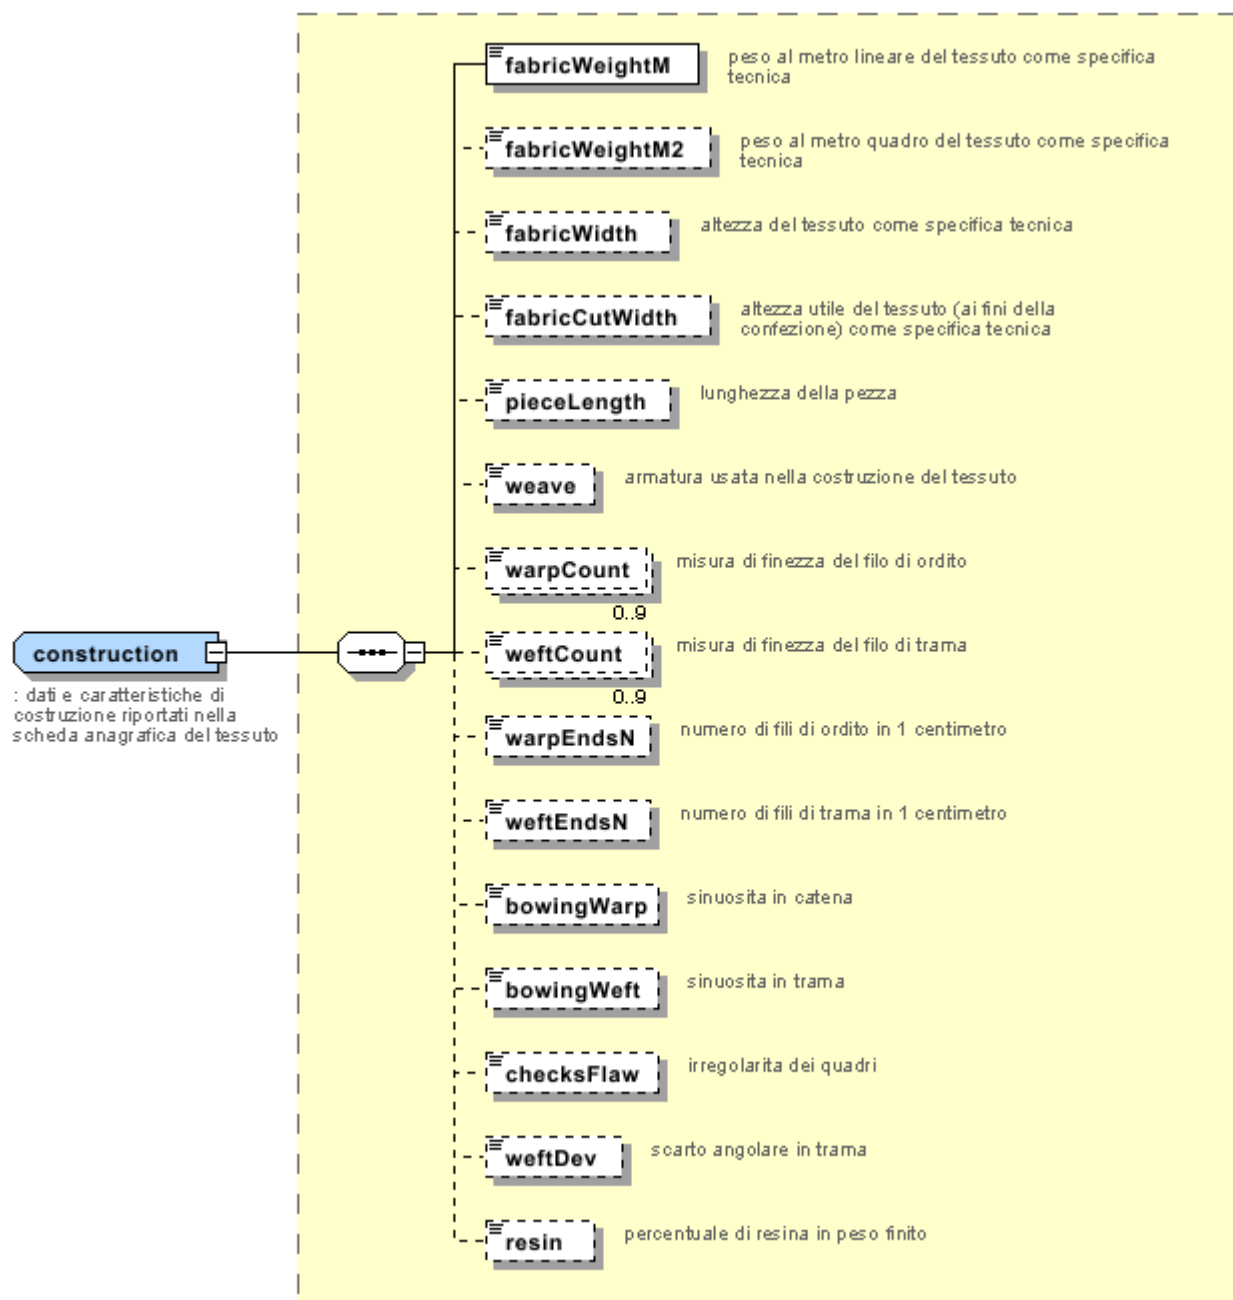 fabricWeightM
peso al metro lineare del tessuto come specifica
tecnica
fabricWeightM2
peso al metro quadro del tessuto come specifica
tecnica
fabricWidth
altezza del tessuto come specifica tecnica
fabricCutWidth
altezza utile del tessuto (ai fini della
confezione) come specifica tecnica
pieceLength
lunghezza della pezza
weave
armatura usata nella costruzione del tessuto
warpCount
misura di finezza del filo di ordito
0..9
construction
: dati e caratteristiche di
costruzione riportati nella
scheda anagrafica del tessuto
weftCount
misura di finezza del filo di trama
0..9
warpEndsN
numero di fili di ordito in 1 centimetro
weftEndsN
numero di fili di trama in 1 centimetro
bowingWarp
sinuosita in catena
bowingWeft
sinuosita in trama
checksFlaw
irregolarita dei quadri
weftDev
scarto angolare in trama
resin
percentuale di resina in peso finito